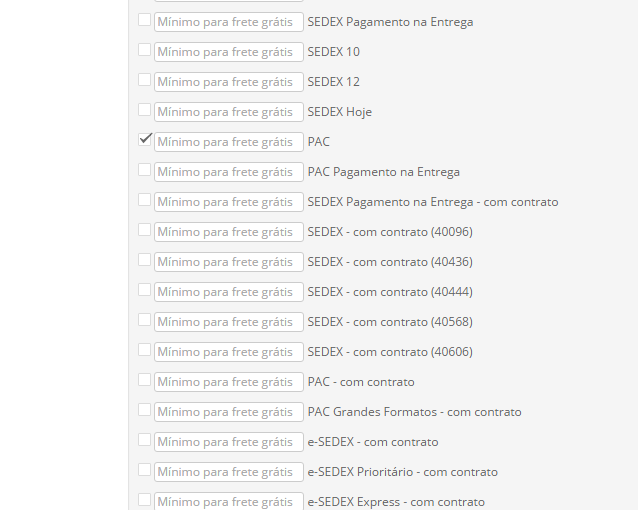 Mínimo para frete grátis SEDEX Pagamento na Entrega
Mínimo para frete grátis SEDEX 10
Mínimo para frete grátis SEDEX 12
Mínimo para frete grátis SEDEX Hoje
Mínimo para frete grátis PAC
Mínimo para frete grátis PAC Pagamento na Entrega
Mínimo para frete grátis SEDEX Pagamento na Entrega - com contrato
Mínimo para frete grátis SEDEX - com contrato (40096)
Mínimo para frete grátis SEDEX - com contrato (40436)
Mínimo para frete grátis SEDEX - com contrato (40444)
Mínimo para frete grátis SEDEX - com contrato (40568)
Mínimo para frete grátis SEDEX - com contrato (40606)
Mínimo para frete grátis PAC - com contrato
Mínimo para frete grátis PAC Grandes Formatos - com contrato
Mínimo para frete grátis e-SEDEX - com contrato
Mínimo para frete grátis e-SEDEX Prioritário - com contrato
Mínimo para frete grátis e-SEDEX Express - com contrato